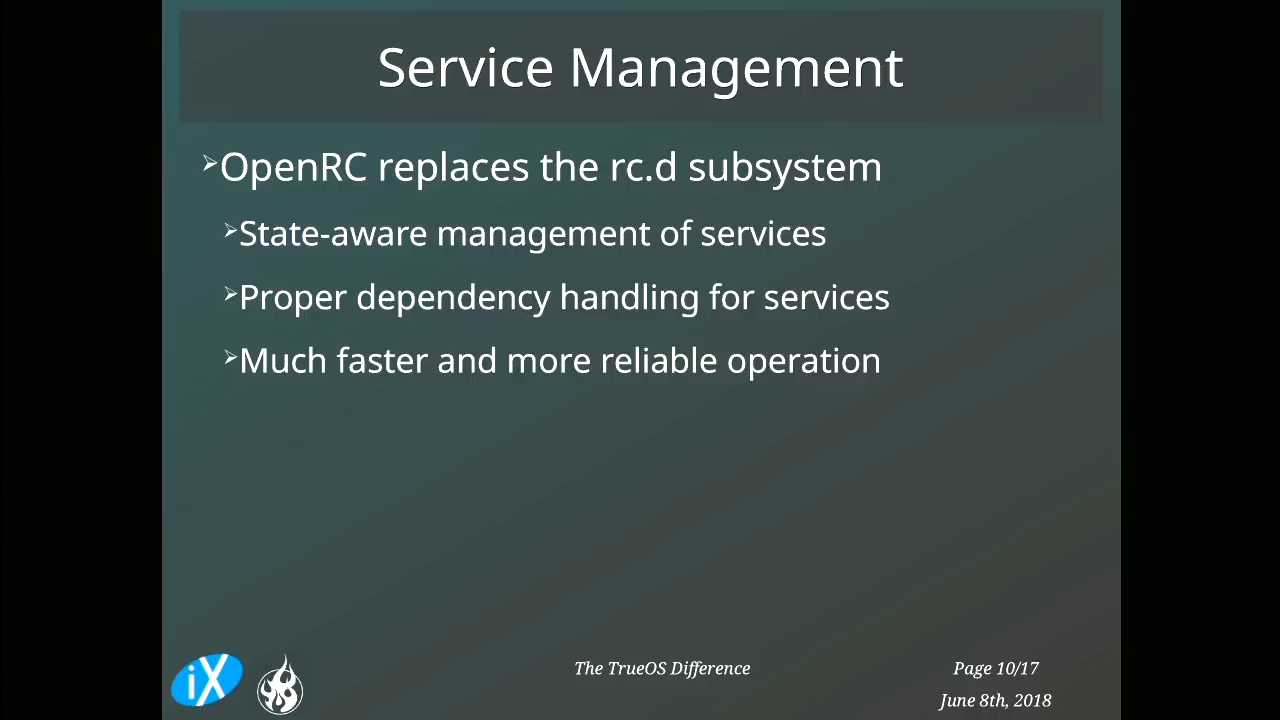 Service Management
➢OpenRC replaces the rc.d subsystem
➢State-aware management of services
➢Proper dependency handling for services
➢Much faster and more reliable operation
iX
The TrueOS Difference
Page 10/17
June 8th, 2018